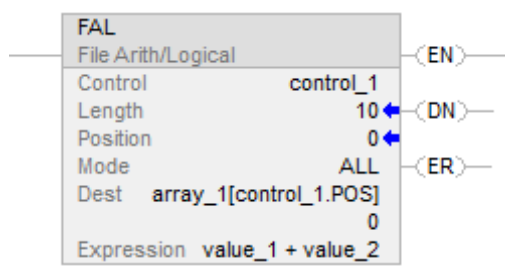 FAL
File Arith/Logical (EN)
Control control_1
Length 10 (DN)
Position 0
Mode ALL (ER)
Dest array_1[control_1.POS]
0
Expression value_1 + value_2